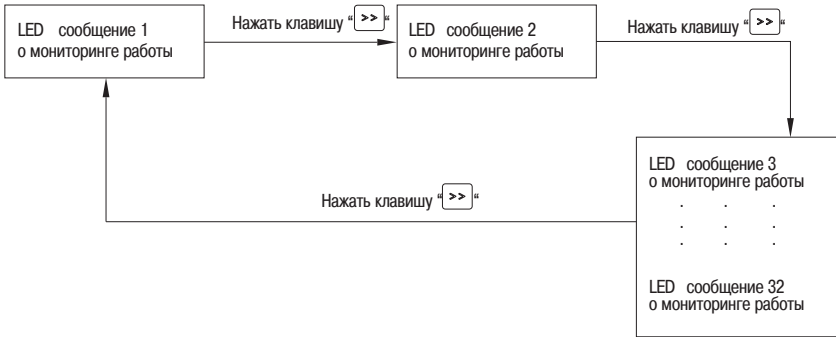 LED сообщение 1
о мониторинге работы
Нажать клавишу “>>“
LED сообщение 2
о мониторинге работы
Нажать клавишу “>>“
LED сообщение 3
о мониторинге работы
. . .
. . .
. . .
LED сообщение 32
о мониторинге работы
Нажать клавишу “>>“